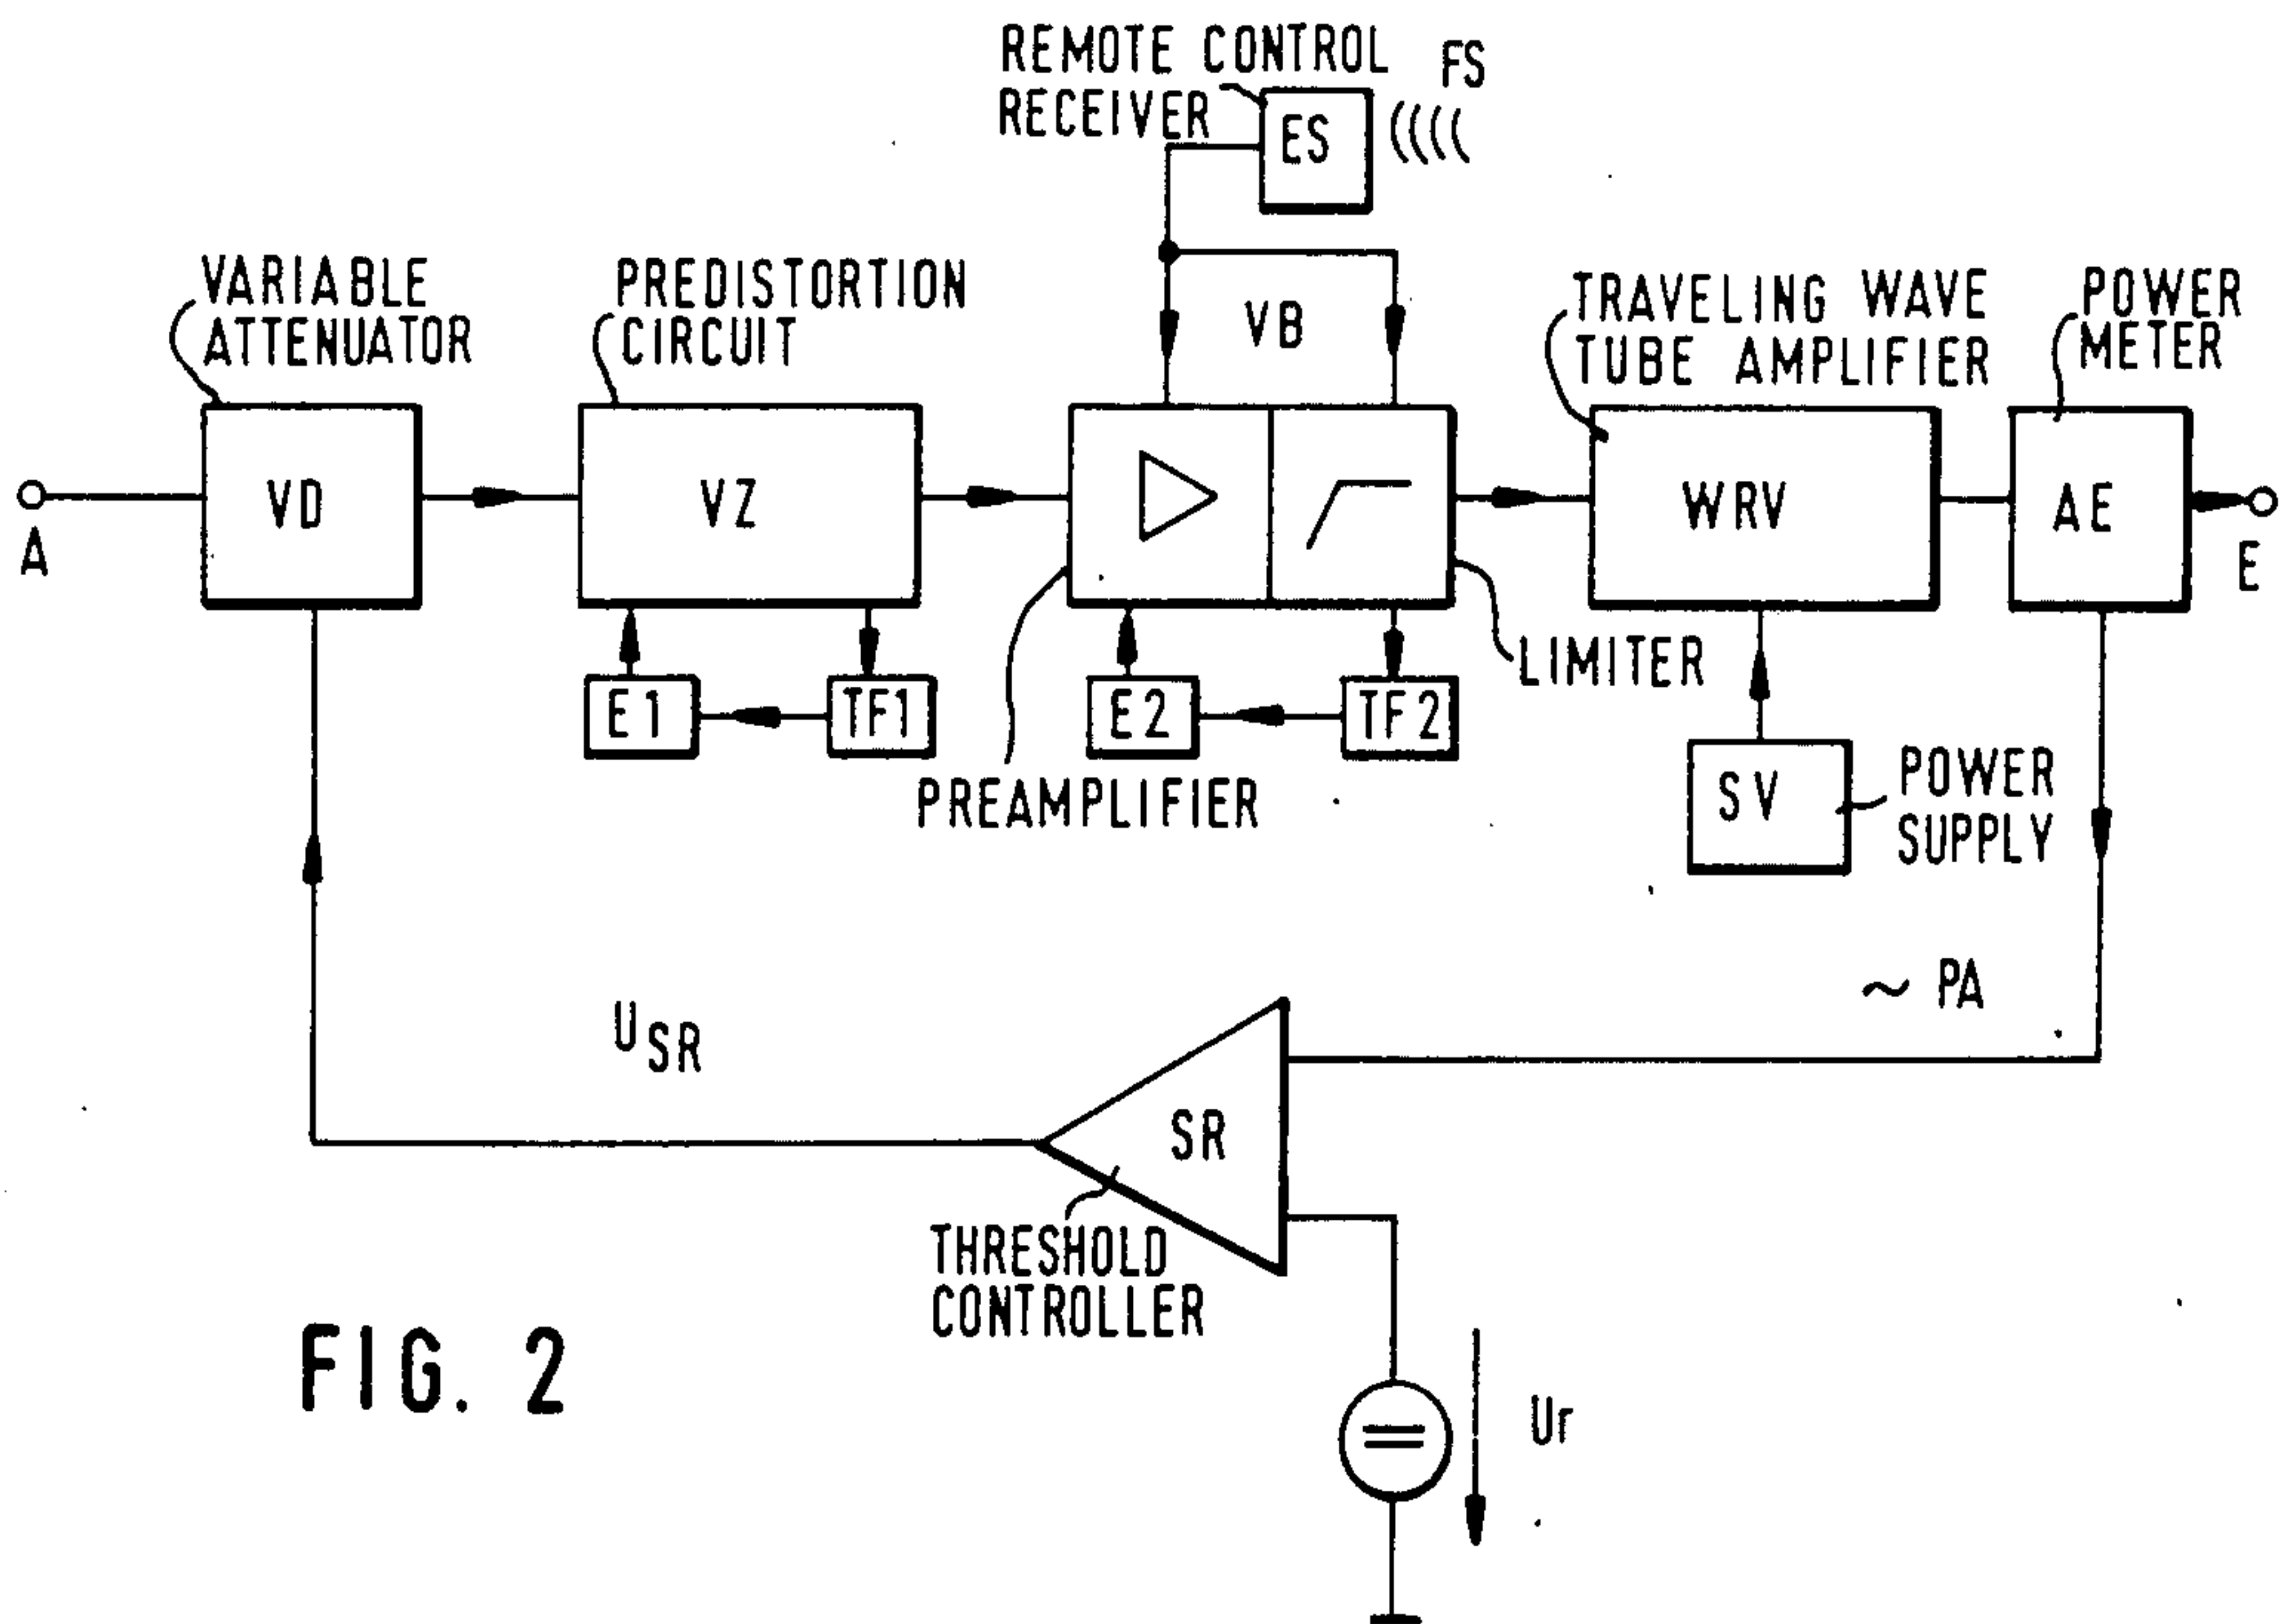 REMOTE CONTROL
RECEIVER
FS
ES
VARIABLE
ATTENUATOR
PREDISTORTION
CIRCUIT
VB
TRAVELING WAVE
TUBE AMPLIFIER
POWER
METER
A
VD
VZ
WRV
AE
E
E1
TF1
E2
TF2
LIMITER
PREAMPLIFIER
SV
POWER
SUPPLY
~ PA
USR
SR
THRESHOLD
CONTROLLER
Ur
FIG. 2